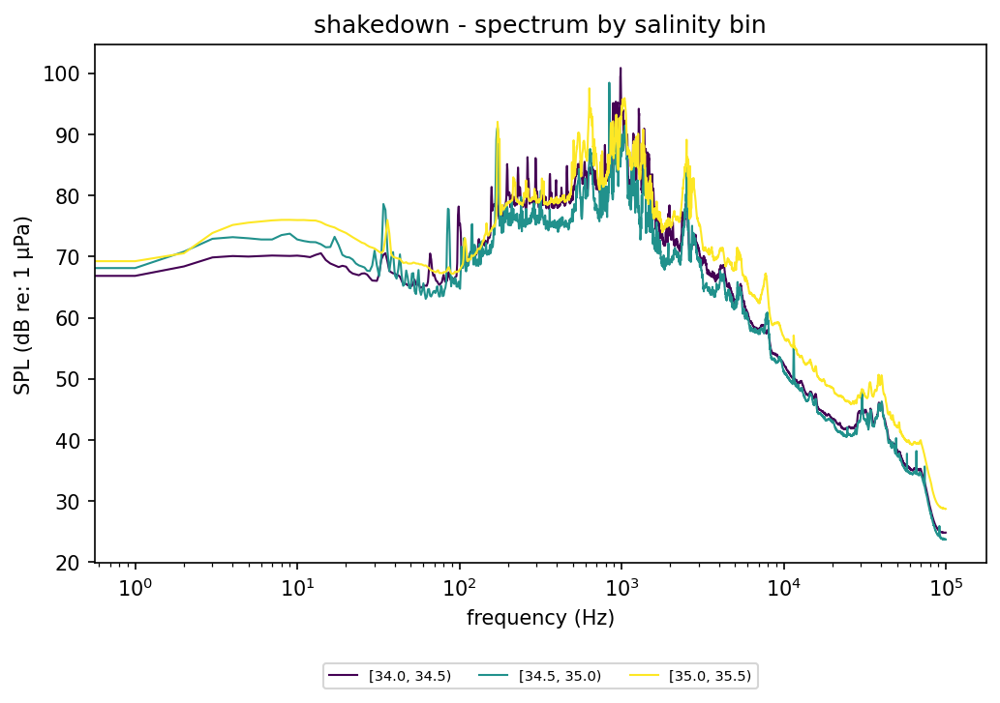 shakedown - spectrum by salinity bin
SPL (dB re: 1 μPa)
100
90
80
70
60
50
40
30
20
10⁰ 10¹ 10² 10³ 10⁴ 10⁵
frequency (Hz)
[34.0, 34.5) [34.5, 35.0) [35.0, 35.5)